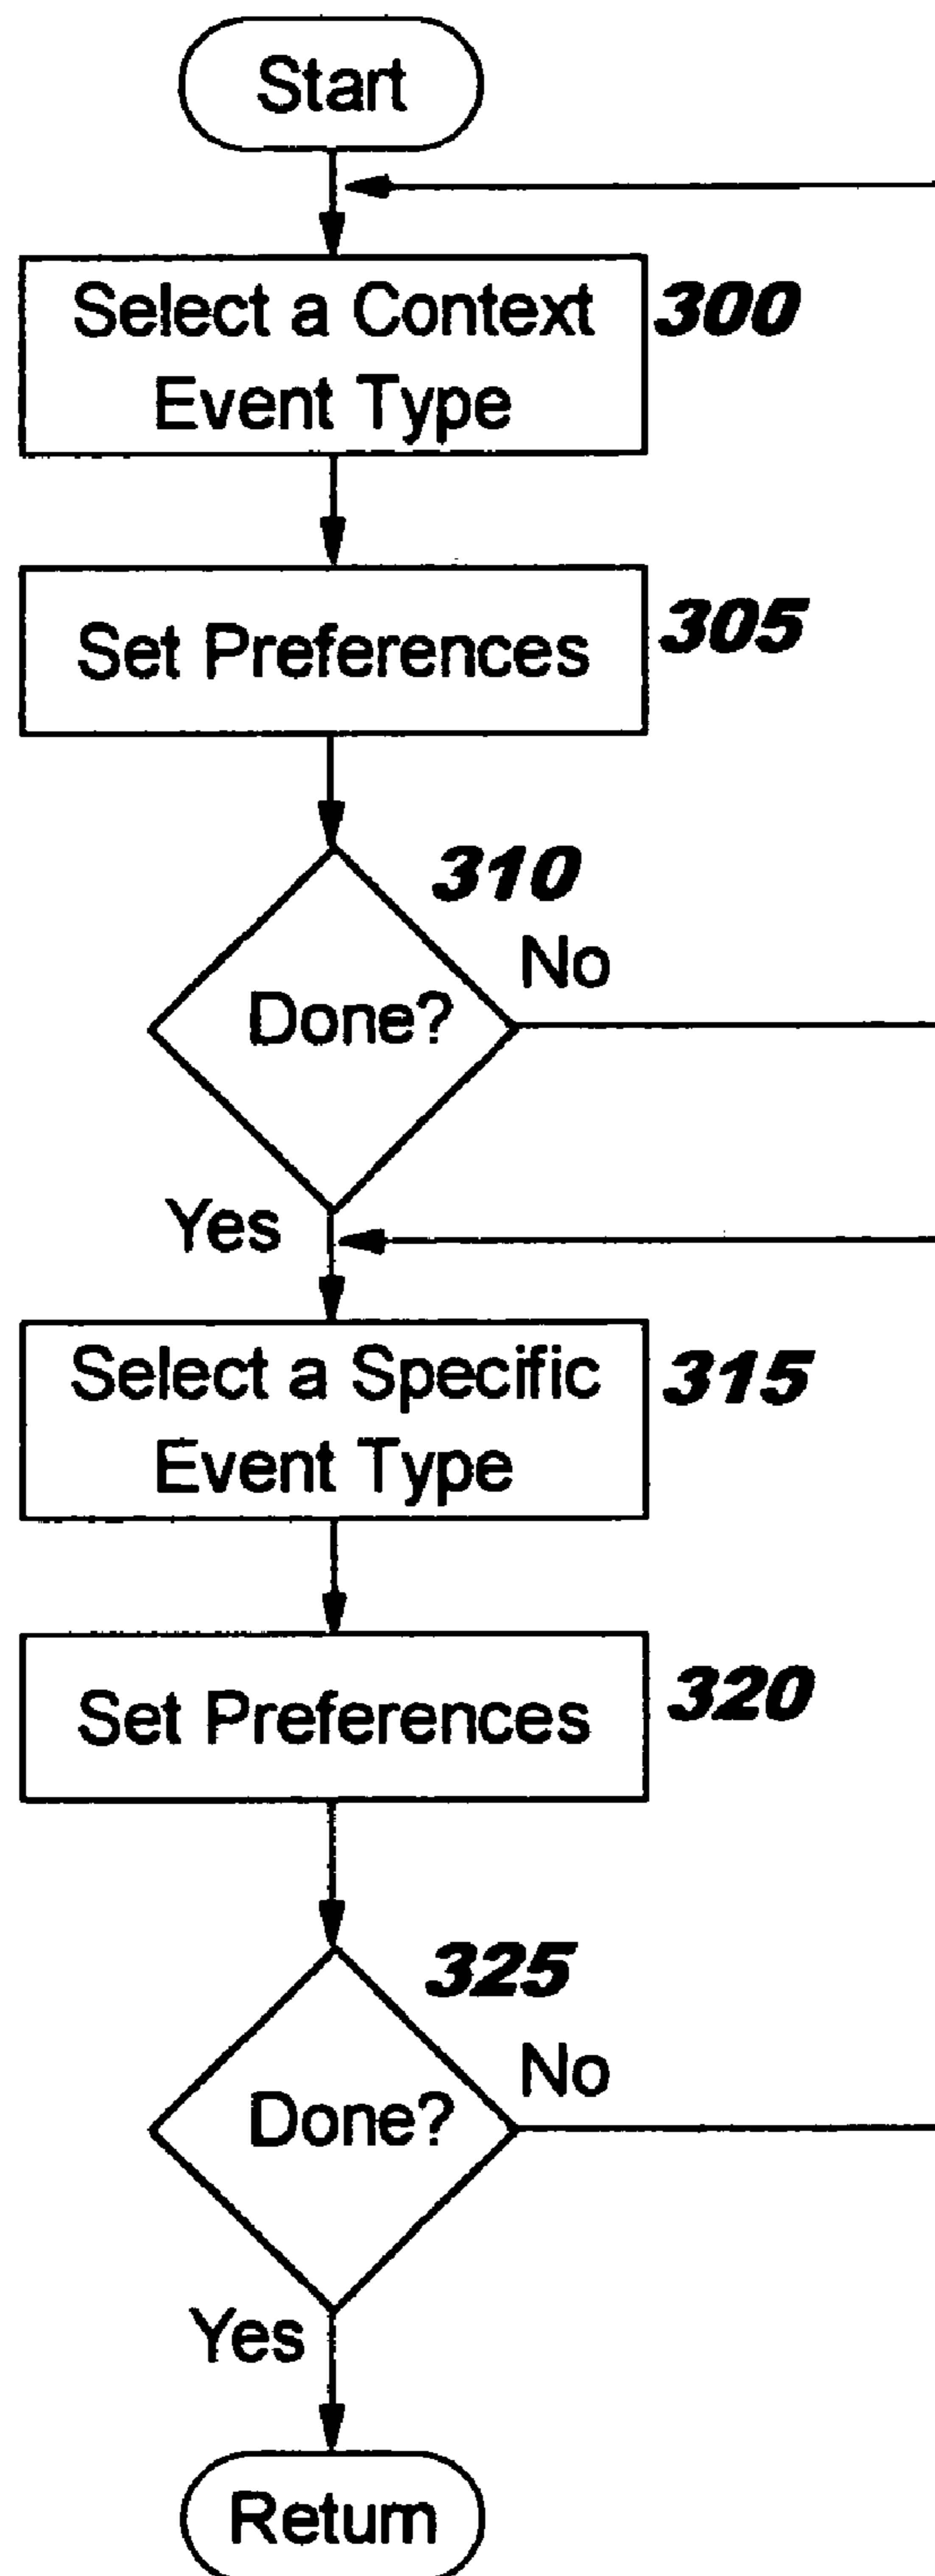 Start
Select a Context
Event Type
300
Set Preferences
305
310
No
Done?
Yes
Select a Specific
Event Type
315
Set Preferences
320
325
No
Done?
Yes
Return